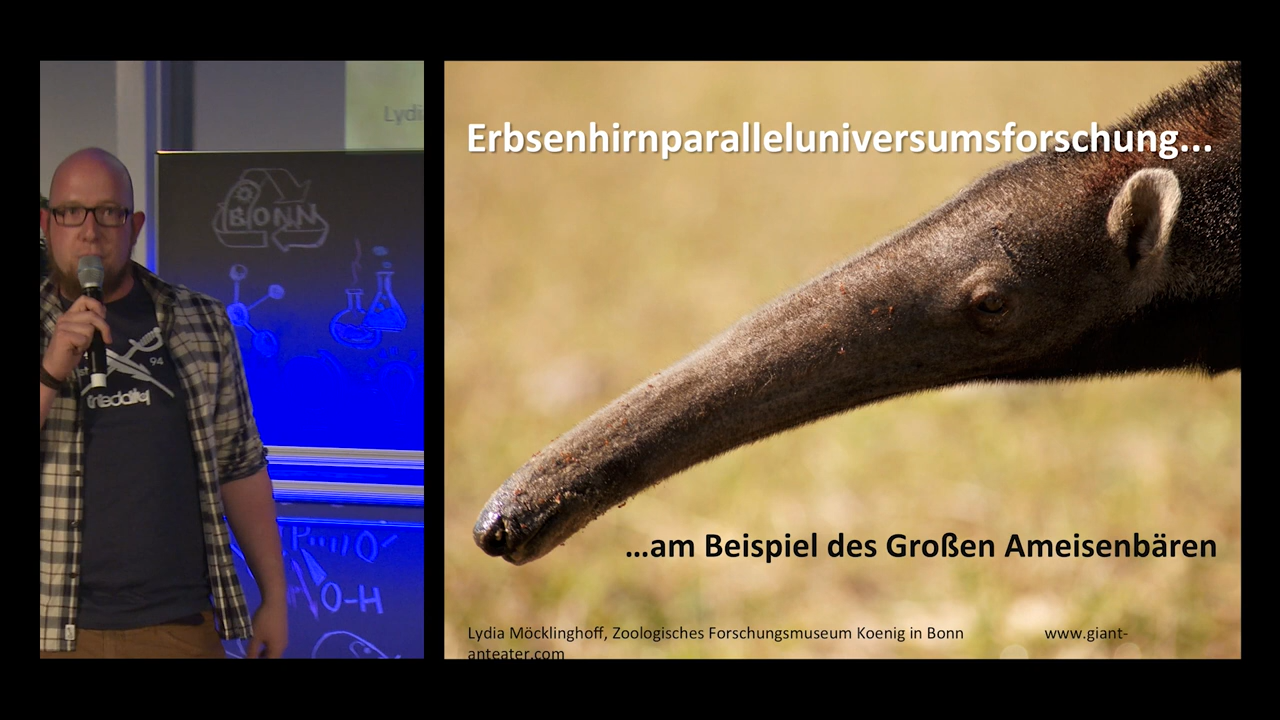 Lydi
BONN
94
Erbsenhirnparalleluniversumsforschung...
...am Beispiel des Großen Ameisenbären
Lydia Möcklinghoff, Zoologisches Forschungsmuseum Koenig in Bonn www.giant-
anteater.com
O-H